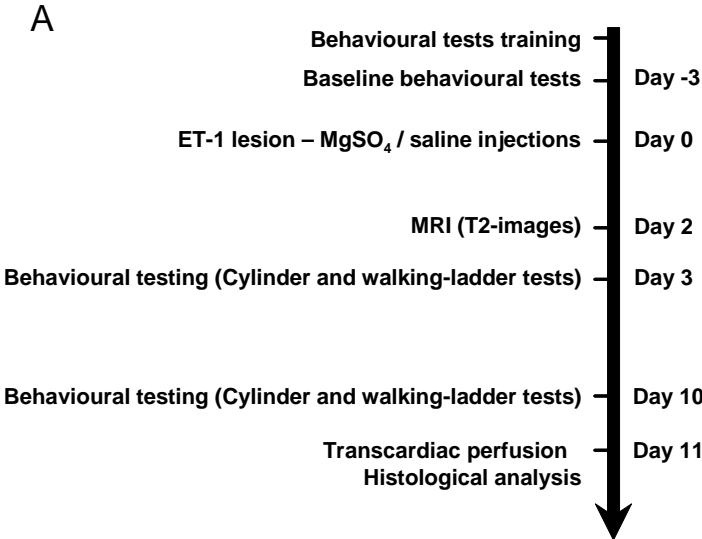 A
Behavioural tests training
Baseline behavioural tests Day -3
ET-1 lesion – MgSO₄ / saline injections Day 0
MRI (T2-images) Day 2
Behavioural testing (Cylinder and walking-ladder tests) Day 3
Behavioural testing (Cylinder and walking-ladder tests) Day 10
Transcardiac perfusion Day 11
Histological analysis